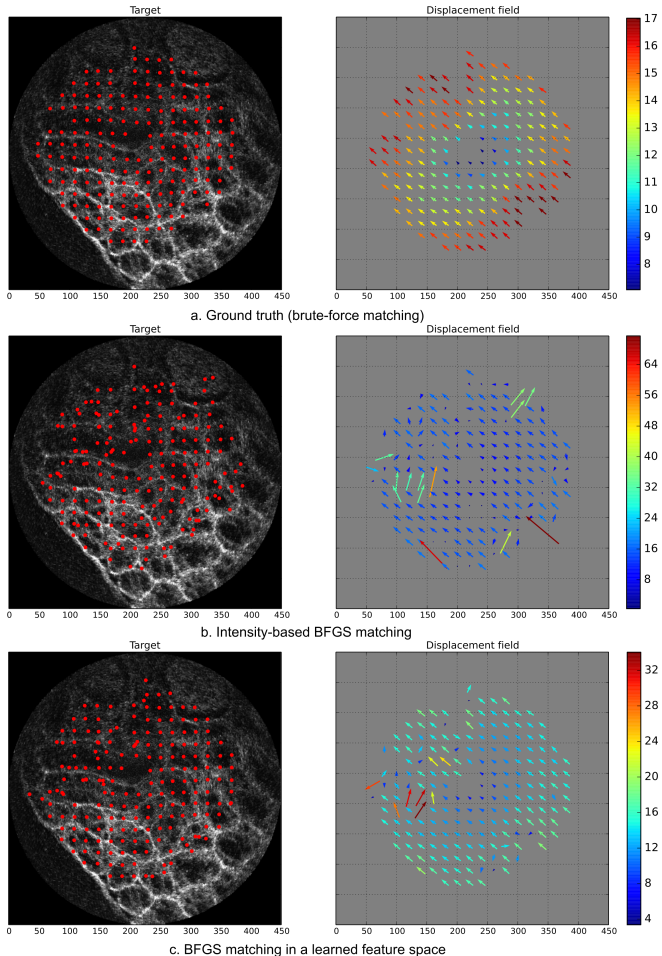 Target Displacement field
17
16
15
14
13
12
11
10
9
8
0 50 100 150 200 250 300 350 400 450 0 50 100 150 200 250 300 350 400 450
a. Ground truth (brute-force matching)
Target Displacement field
64
56
48
40
32
24
16
8
0 50 100 150 200 250 300 350 400 450 0 50 100 150 200 250 300 350 400 450
b. Intensity-based BFGS matching
Target Displacement field
32
28
24
20
16
12
8
4
0 50 100 150 200 250 300 350 400 450 0 50 100 150 200 250 300 350 400 450
c. BFGS matching in a learned feature space